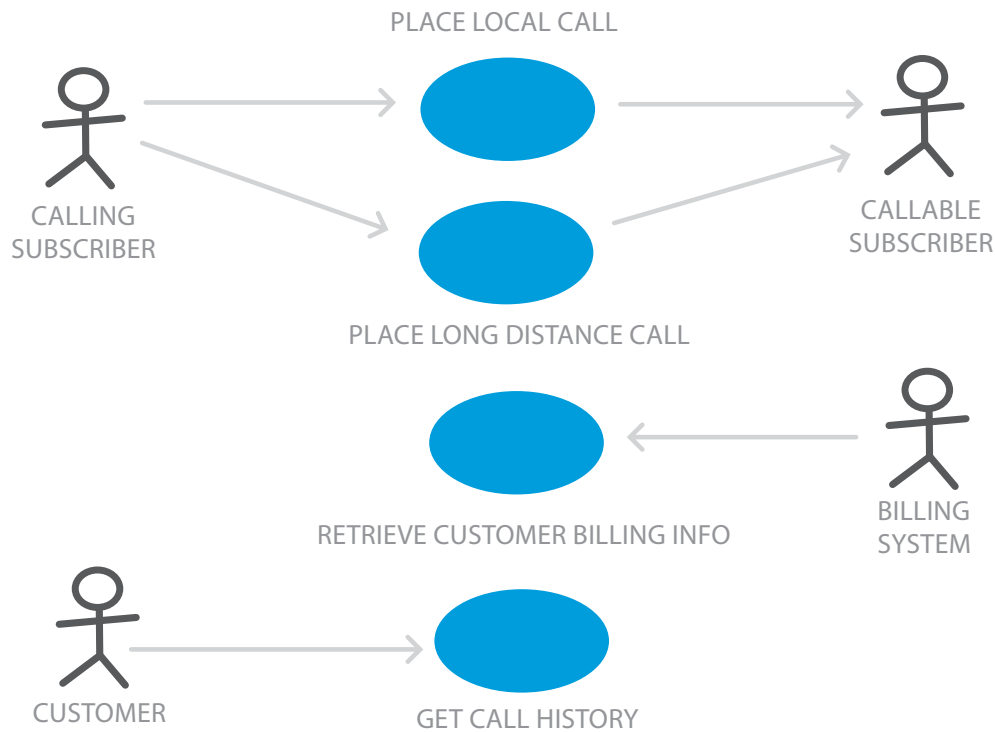 PLACE LOCAL CALL
CALLING
SUBSCRIBER
CALLABLE
SUBSCRIBER
PLACE LONG DISTANCE CALL
BILLING
SYSTEM
RETRIEVE CUSTOMER BILLING INFO
CUSTOMER
GET CALL HISTORY